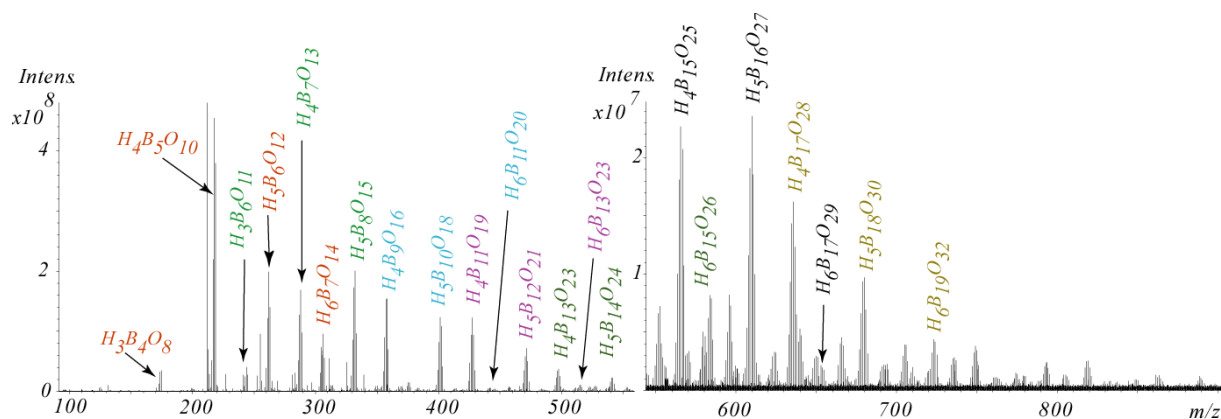 Intens.
x10
8
4
2
0
H3B4O8
H4B5O10
H3B6O11
H5B6O12
H4B7O13
H6B7O14
H5B8O15
H4B9O16
H5B10O18
H4B11O19
H6B11O20
H5B12O21
H4B13O23
H6B13O23
H5B14O24
100
200
300
400
500
Intens.
x10
7
2
1
H4B15O25
H6B15O26
H5B16O27
H4B17O28
H6B17O29
H5B18O30
H6B19O32
600
700
800
m/z